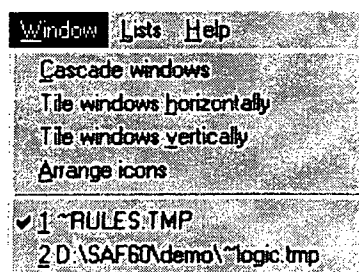 Window Lists Help
Cascade windows
Tile windows horizontally
Tile windows vertically
Arrange icons
✔ 1 ~RULES.TMP
2 D:\SAF60\demo\~logic.tmp